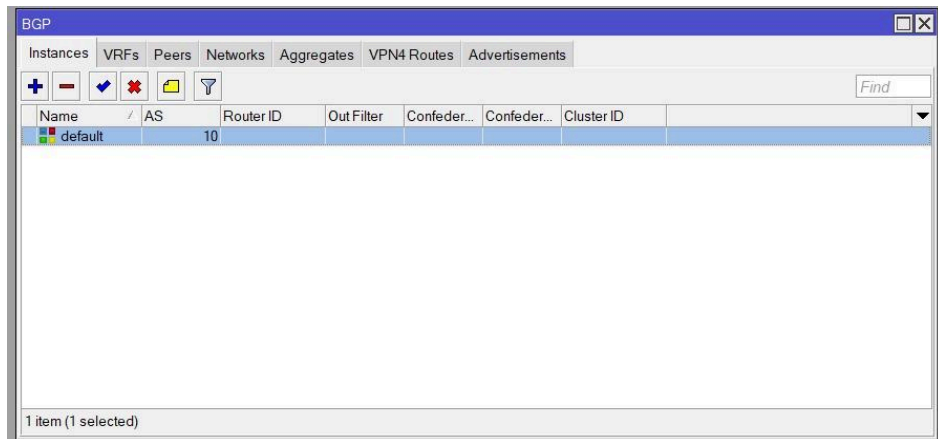 BGP
Instances VRFs Peers Networks Aggregates VPN4 Routes Advertisements
Find
Name AS Router ID Out Filter Confeder... Confeder... Cluster ID
default 10
1 item (1 selected)